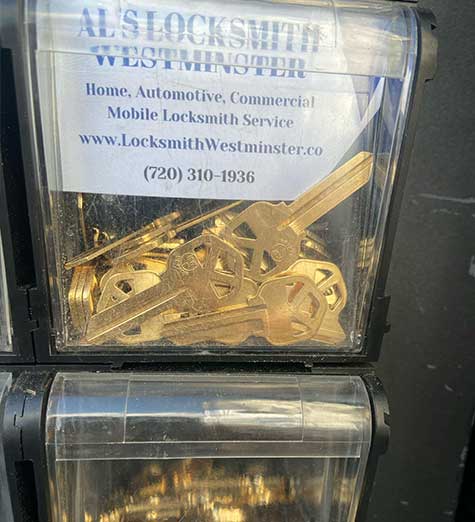 AL'S LOCKSMITH
WESTMINSTER
Home, Automotive, Commercial
Mobile Locksmith Service
www.LocksmithWestminster.co
(720) 310-1936